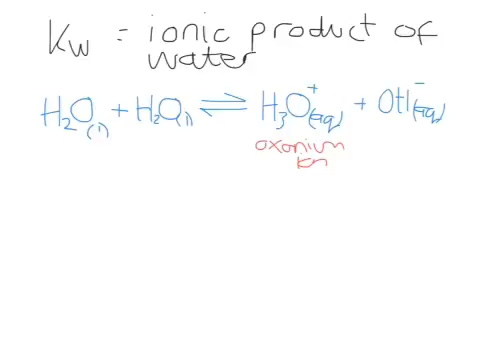 Kw = ionic product of
water
H₂O(l) + H₂O(l) ⇌ H₃O⁺(aq) + OH⁻(aq)
oxonium
ion